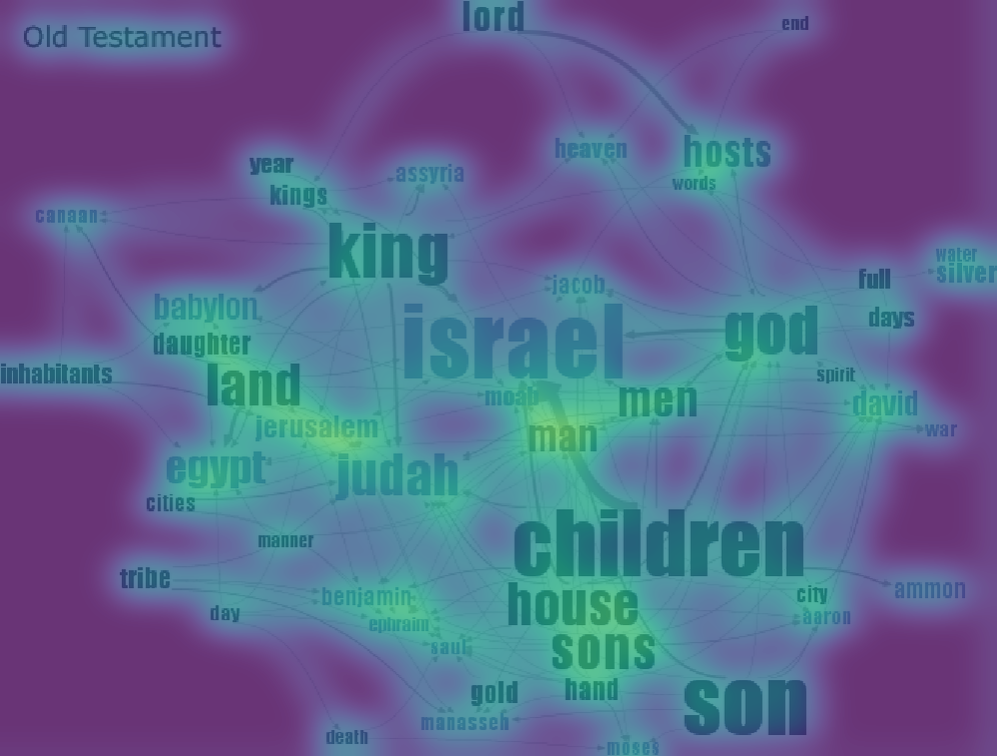 lord
end
Old Testament
heaven
hosts
year
assyria
words
kings
canaan
king
water
silver
jacob
full
babylon
israel
god
days
daughter
inhabitants
land
moab
men
spirit
david
jerusalem
man
war
egypt
judah
cities
manner
children
tribe
benjamin
house
city
ammon
day
ephraim
aaron
saul
sons
gold
hand
son
manasseh
death
moses